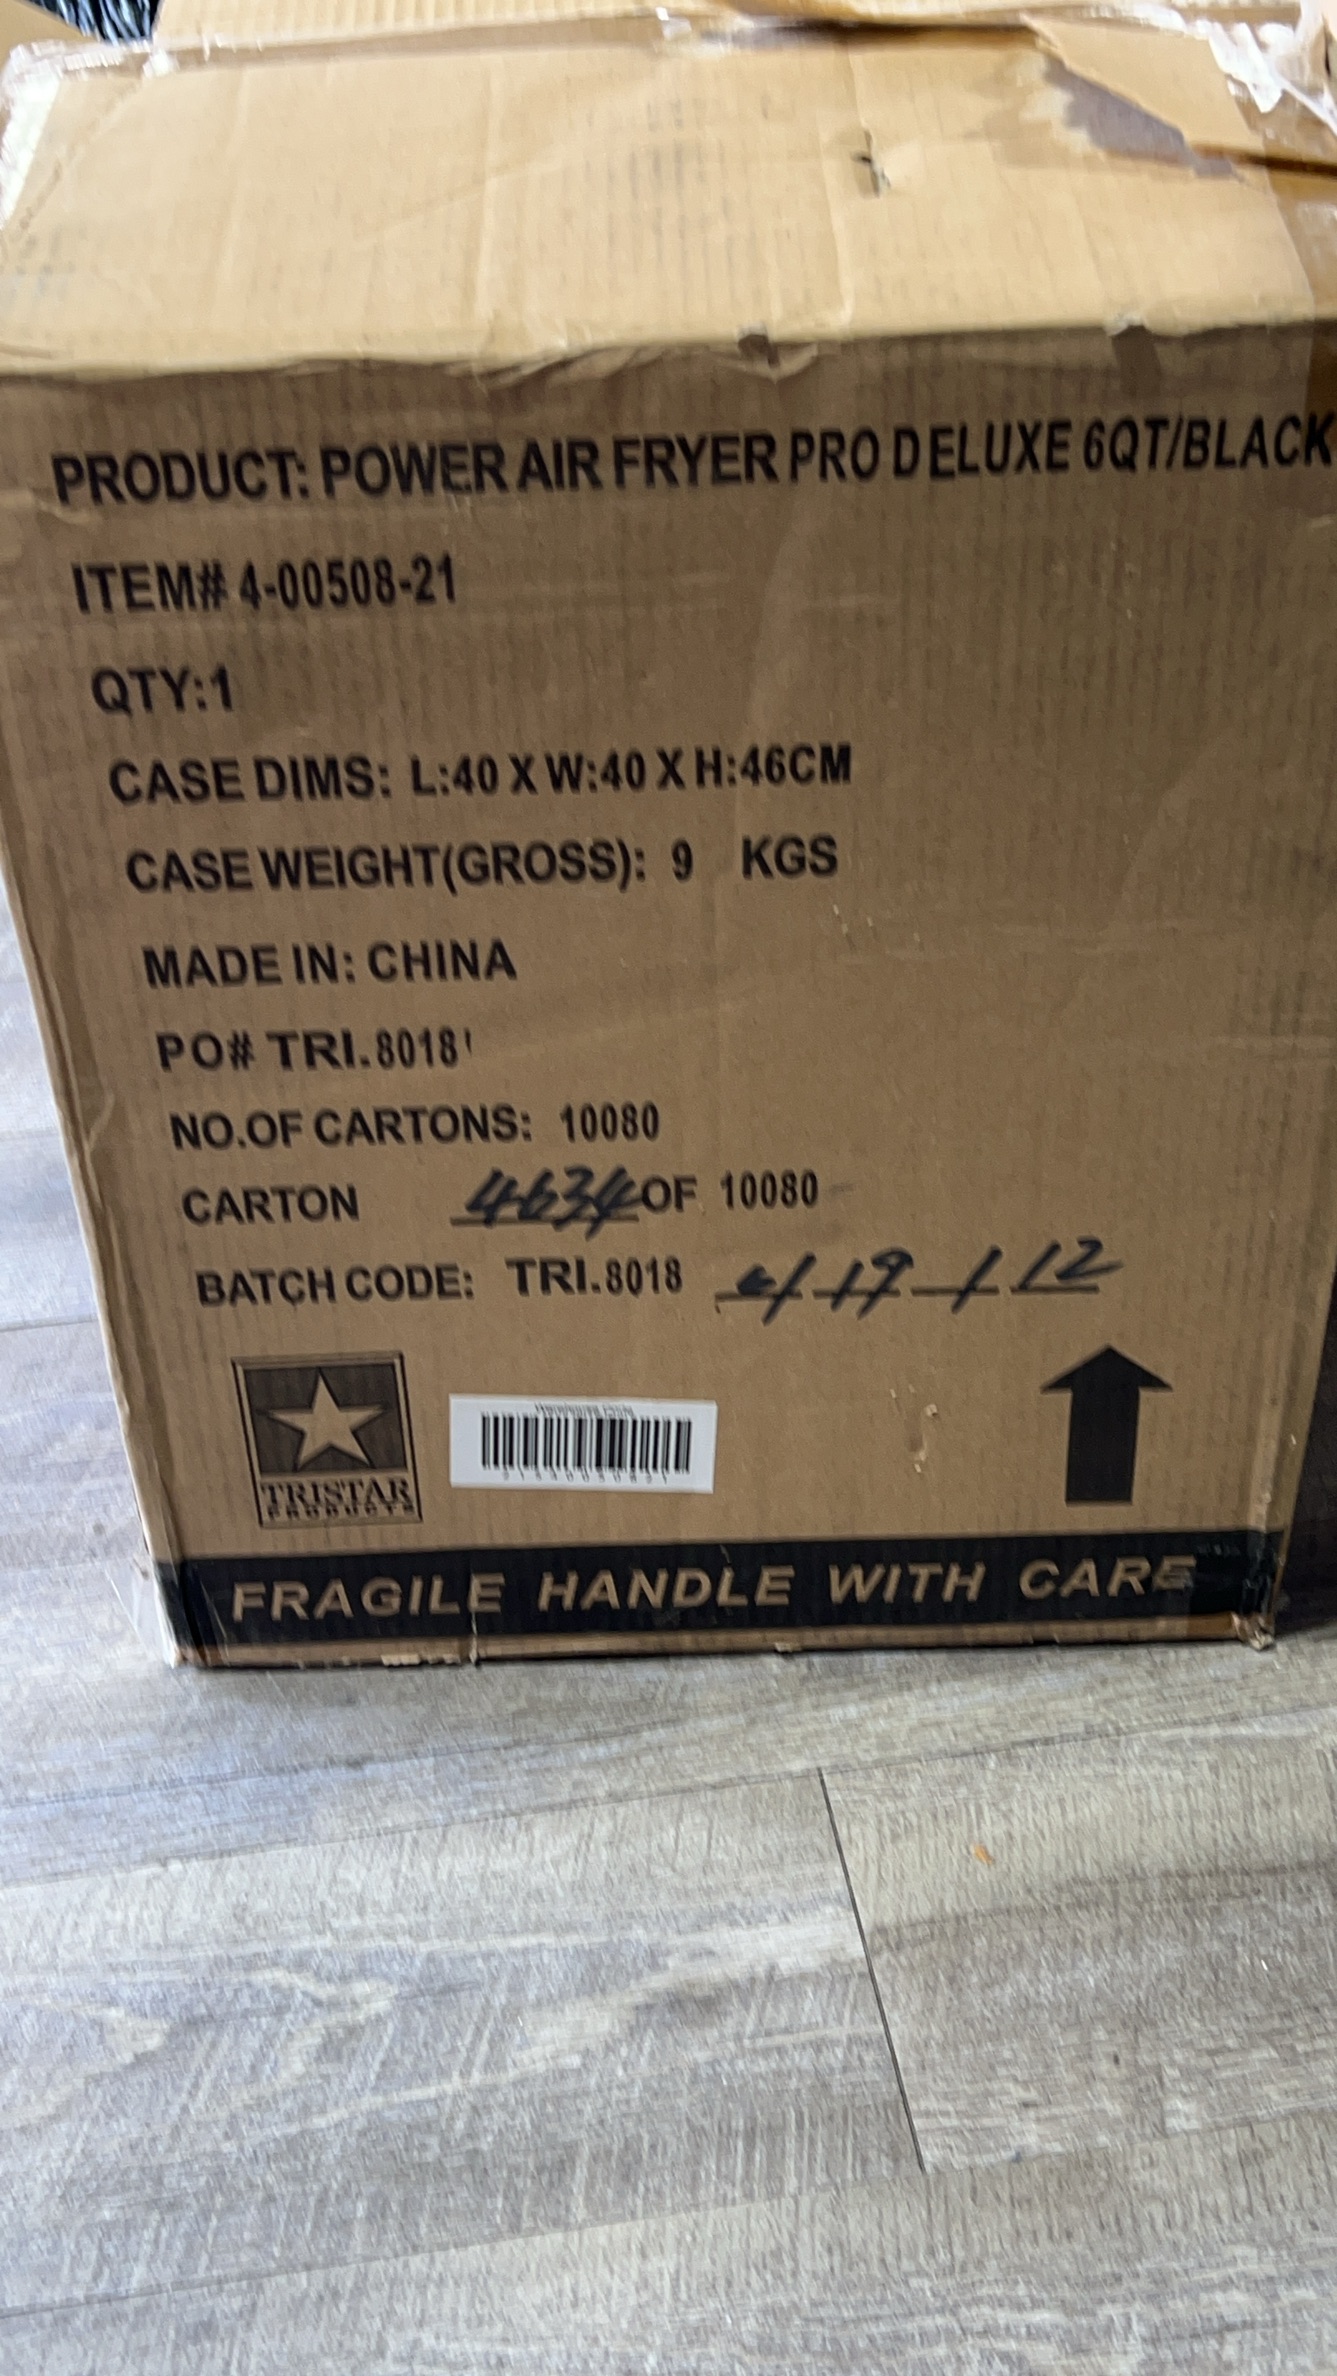 PRODUCT: POWER AIR FRYER PRO DELUXE 6QT/BLACK
ITEM# 4-00508-21
QTY:1
CASE DIMS: L:40 X W:40 X H:46CM
CASE WEIGHT(GROSS): 9 KGS
MADE IN: CHINA
PO# TRI.8018
NO.OF CARTONS: 10080
CARTON 4634 OF 10080
BATCH CODE: TRI.8018 / 19 / 12
TRISTAR
PRODUCTS
FRAGILE HANDLE WITH CARE